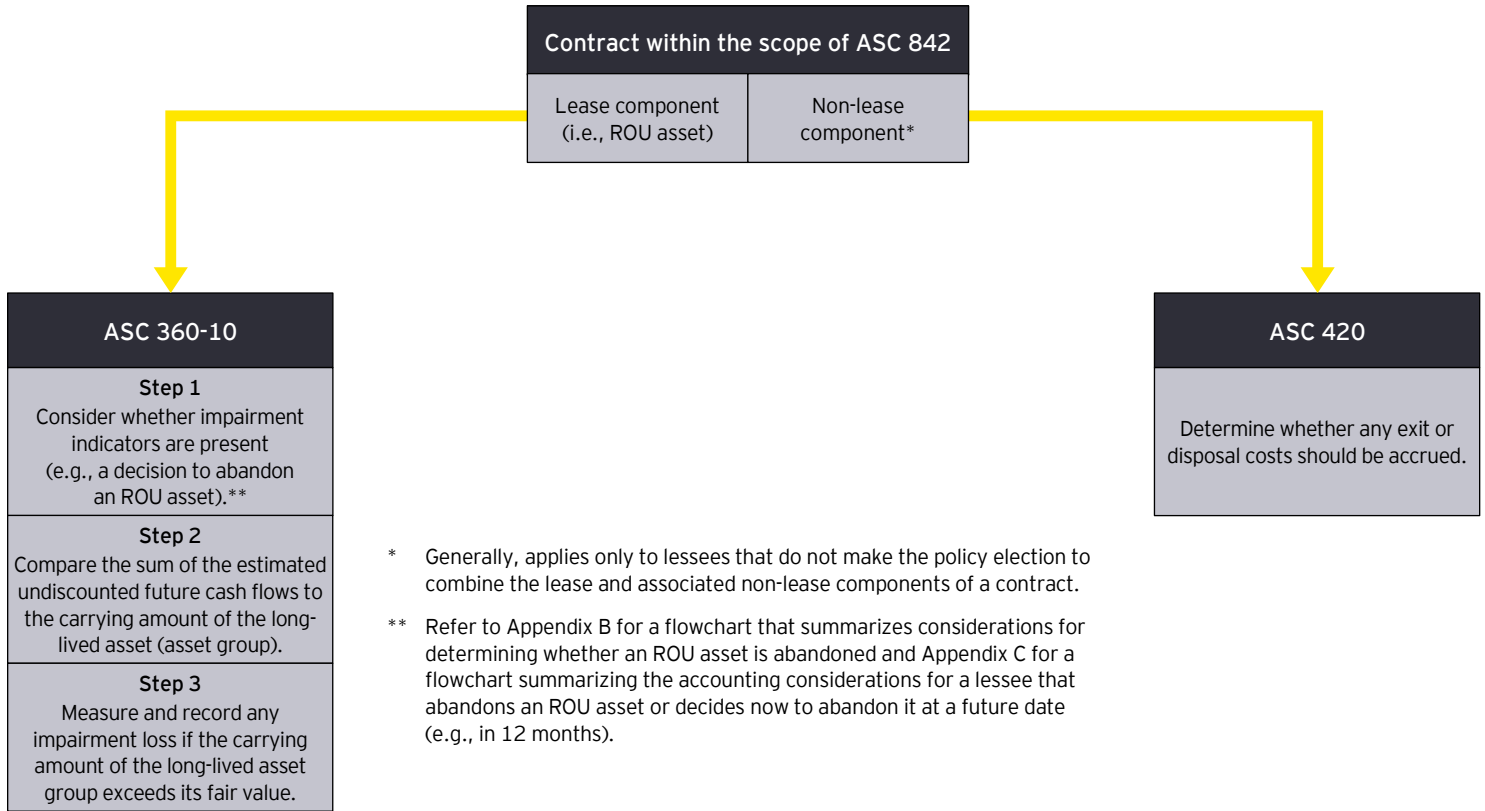 Contract within the scope of ASC 842
Lease component
(i.e., ROU asset)
Non-lease
component*
ASC 360-10
Step 1
Consider whether impairment
indicators are present
(e.g., a decision to abandon
an ROU asset).**
Step 2
Compare the sum of the estimated
undiscounted future cash flows to
the carrying amount of the long-
lived asset (asset group).
Step 3
Measure and record any
impairment loss if the carrying
amount of the long-lived asset
group exceeds its fair value.
ASC 420
Determine whether any exit or
disposal costs should be accrued.
* Generally, applies only to lessees that do not make the policy election to
combine the lease and associated non-lease components of a contract.
** Refer to Appendix B for a flowchart that summarizes considerations for
determining whether an ROU asset is abandoned and Appendix C for a
flowchart summarizing the accounting considerations for a lessee that
abandons an ROU asset or decides now to abandon it at a future date
(e.g., in 12 months).